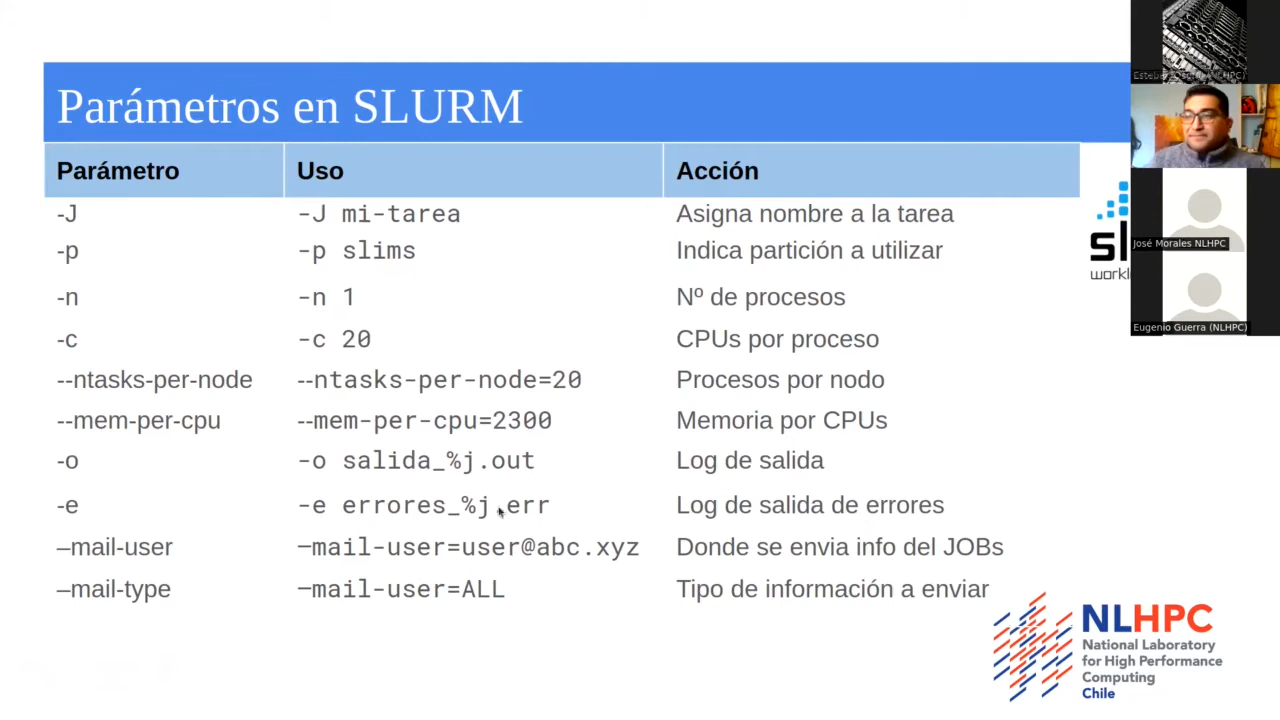 Parámetros en SLURM
Parámetro Uso Acción
-J -J mi-tarea Asigna nombre a la tarea
-p -p slims Indica partición a utilizar
-n -n 1 Nº de procesos
-c -c 20 CPUs por proceso
--ntasks-per-node --ntasks-per-node=20 Procesos por nodo
--mem-per-cpu --mem-per-cpu=2300 Memoria por CPUs
-o -o salida_%j.out Log de salida
-e -e errores_%j.err Log de salida de errores
–mail-user –mail-user=user@abc.xyz Donde se envia info del JOBs
–mail-type –mail-user=ALL Tipo de información a enviar
José Morales NLHPC
Eugenio Guerra (NLHPC)
NLHPC
National Laboratory
for High Performance
Computing
Chile